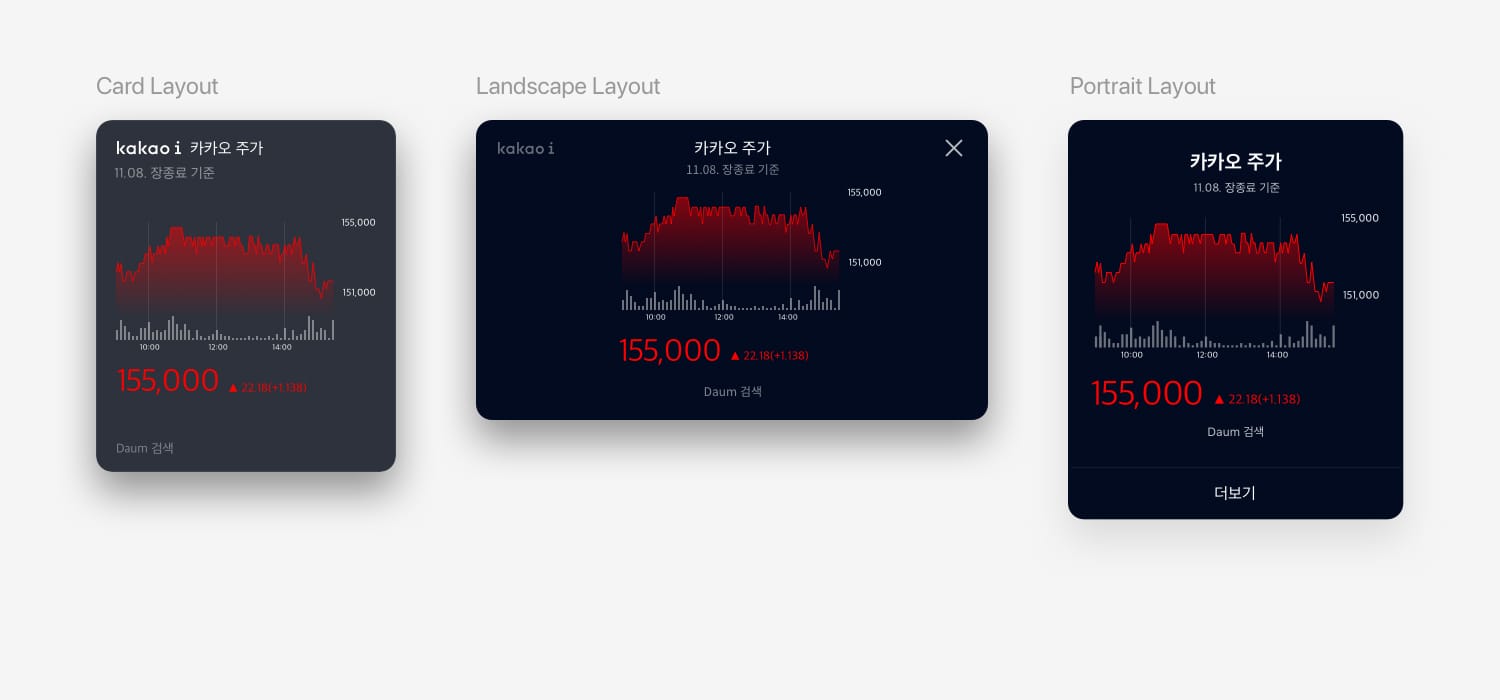 Card Layout
kakao i 카카오 주가
11.08. 장종료 기준
155,000
151,000
10:00 12:00 14:00
155,000 ▲ 22.18(+1.138)
Daum 검색
Landscape Layout
kakao i
카카오 주가
11.08. 장종료 기준
155,000
151,000
10:00 12:00 14:00
155,000 ▲ 22.18(+1.138)
Daum 검색
Portrait Layout
카카오 주가
11.08. 장종료 기준
155,000
151,000
10:00 12:00 14:00
155,000 ▲ 22.18(+1.138)
Daum 검색
더보기